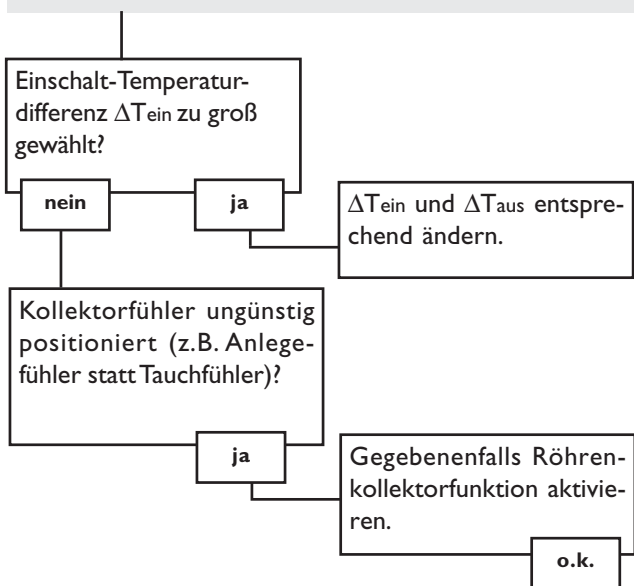 Einschalt-Temperatur-
differenz ΔTein zu groß
gewählt?
nein
ja
ΔTein und ΔTaus entspre-
chend ändern.
Kollektorfühler ungünstig
positioniert (z.B. Anlege-
fühler statt Tauchfühler)?
ja
Gegebenenfalls Röhren-
kollektorfunktion aktivie-
ren.
o.k.